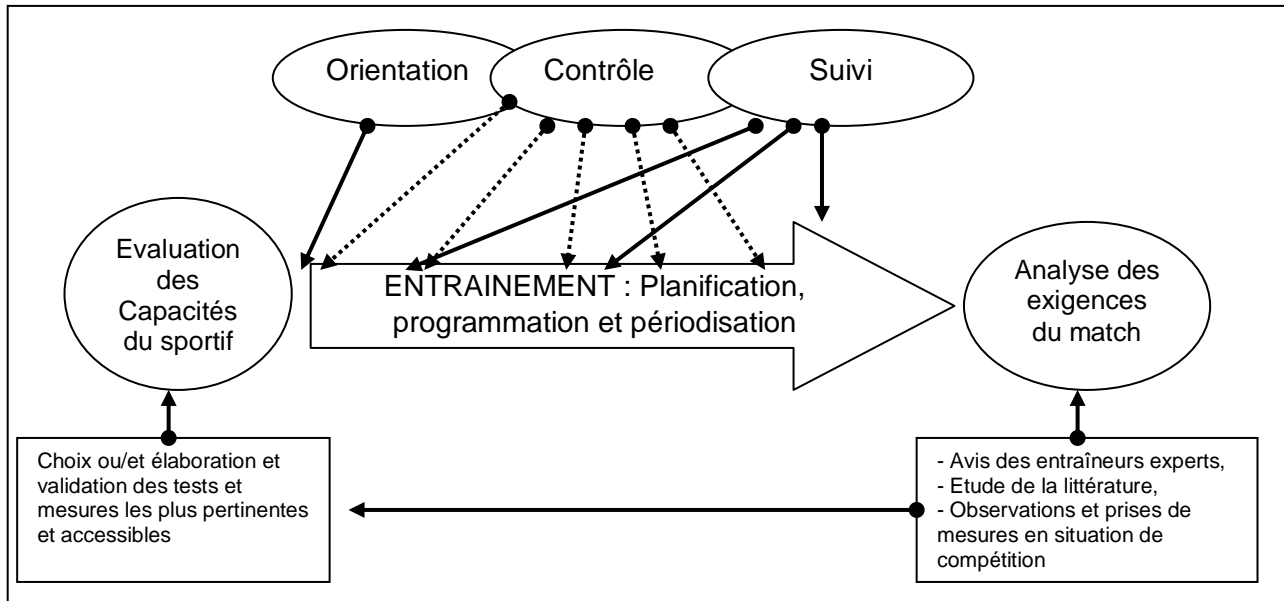 Orientation
Contrôle
Suivi
Evaluation
des
Capacités
du sportif
ENTRAINEMENT : Planification,
programmation et périodisation
Analyse des
exigences
du match
Choix ou/et élaboration et
validation des tests et
mesures les plus pertinentes
et accessibles
- Avis des entraîneurs experts,
- Etude de la littérature,
- Observations et prises de
mesures en situation de
compétition